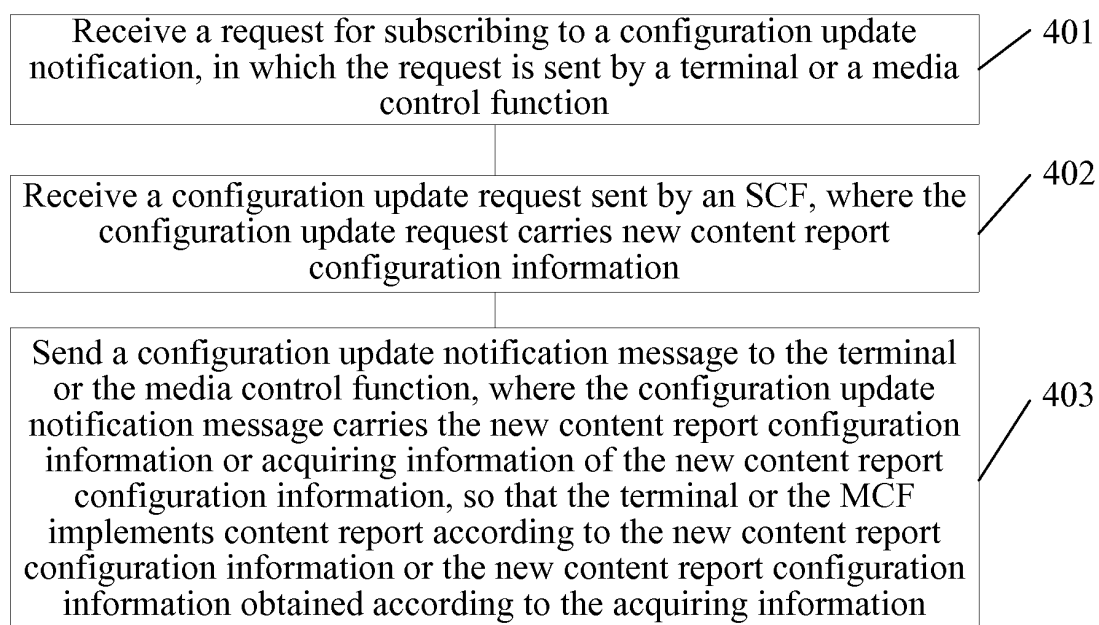 Receive a request for subscribing to a configuration update
notification, in which the request is sent by a terminal or a media
control function
401
Receive a configuration update request sent by an SCF, where the
configuration update request carries new content report
configuration information
402
Send a configuration update notification message to the terminal
or the media control function, where the configuration update
notification message carries the new content report configuration
information or acquiring information of the new content report
configuration information, so that the terminal or the MCF
implements content report according to the new content report
configuration information or the new content report configuration
information obtained according to the acquiring information
403